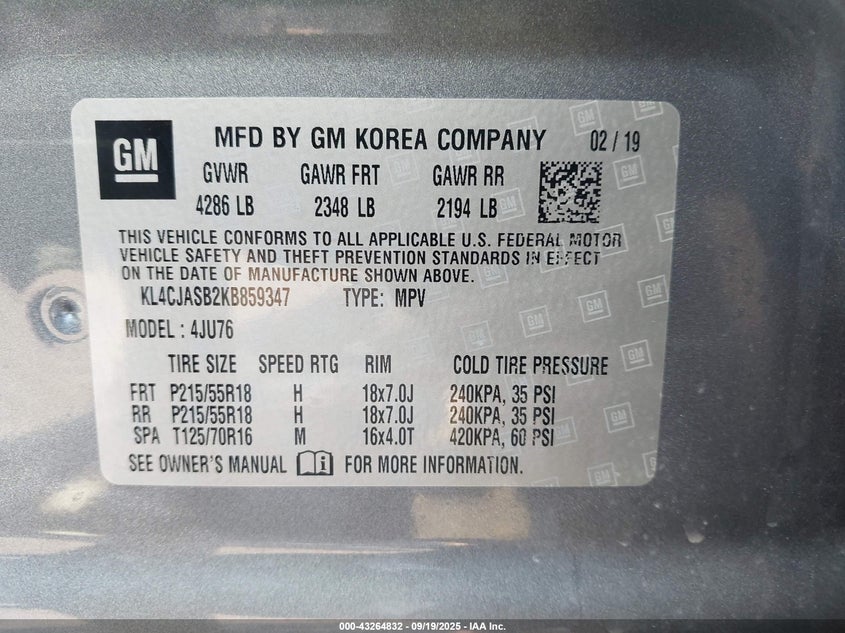 GM
MFD BY GM KOREA COMPANY 02 / 19
GVWR GAWR FRT GAWR RR
4286 LB 2348 LB 2194 LB
THIS VEHICLE CONFORMS TO ALL APPLICABLE U.S. FEDERAL MOTOR
VEHICLE SAFETY AND THEFT PREVENTION STANDARDS IN EFFECT
ON THE DATE OF MANUFACTURE SHOWN ABOVE.
KL4CJASB2KB859347 TYPE: MPV
MODEL : 4JU76
TIRE SIZE SPEED RTG RIM COLD TIRE PRESSURE
FRT P215/55R18 H 18x7.0J 240KPA, 35 PSI
RR P215/55R18 H 18x7.0J 240KPA, 35 PSI
SPA T125/70R16 M 16x4.0T 420KPA, 60 PSI
SEE OWNER'S MANUAL FOR MORE INFORMATION.
000-43264832 - 09/19/2025 - IAA Inc.